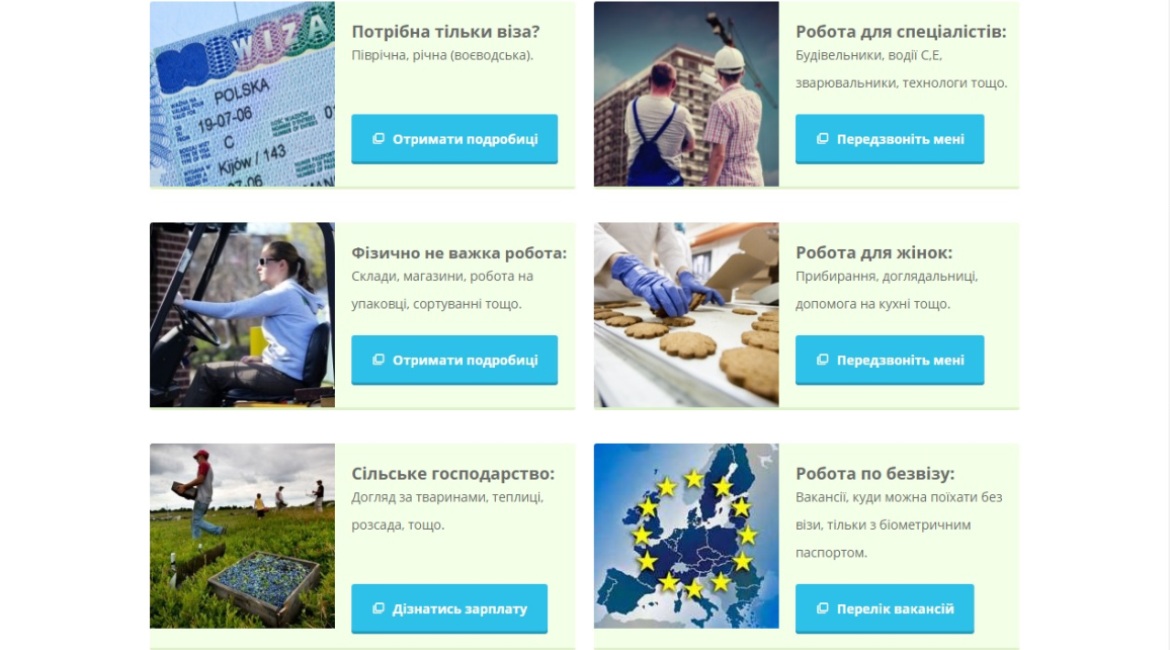 WIZA
POLSKA
19-07-06
C
Kijów / 143
Потрібна тільки віза?
Піврічна, річна (воєводська).
Отримати подробиці
Робота для спеціалістів:
Будівельники, водії С,Е,
зварювальники, технологи тощо.
Передзвоніть мені
Фізично не важка робота:
Склади, магазини, робота на
упаковці, сортуванні тощо.
Отримати подробиці
Робота для жінок:
Прибирання, доглядальниці,
допомога на кухні тощо.
Передзвоніть мені
Сільське господарство:
Догляд за тваринами, теплиці,
розсада, тощо.
Дізнатись зарплату
Робота по безвізу:
Вакансії, куди можна поїхати без
візи, тільки з біометричним
паспортом.
Перелік вакансій